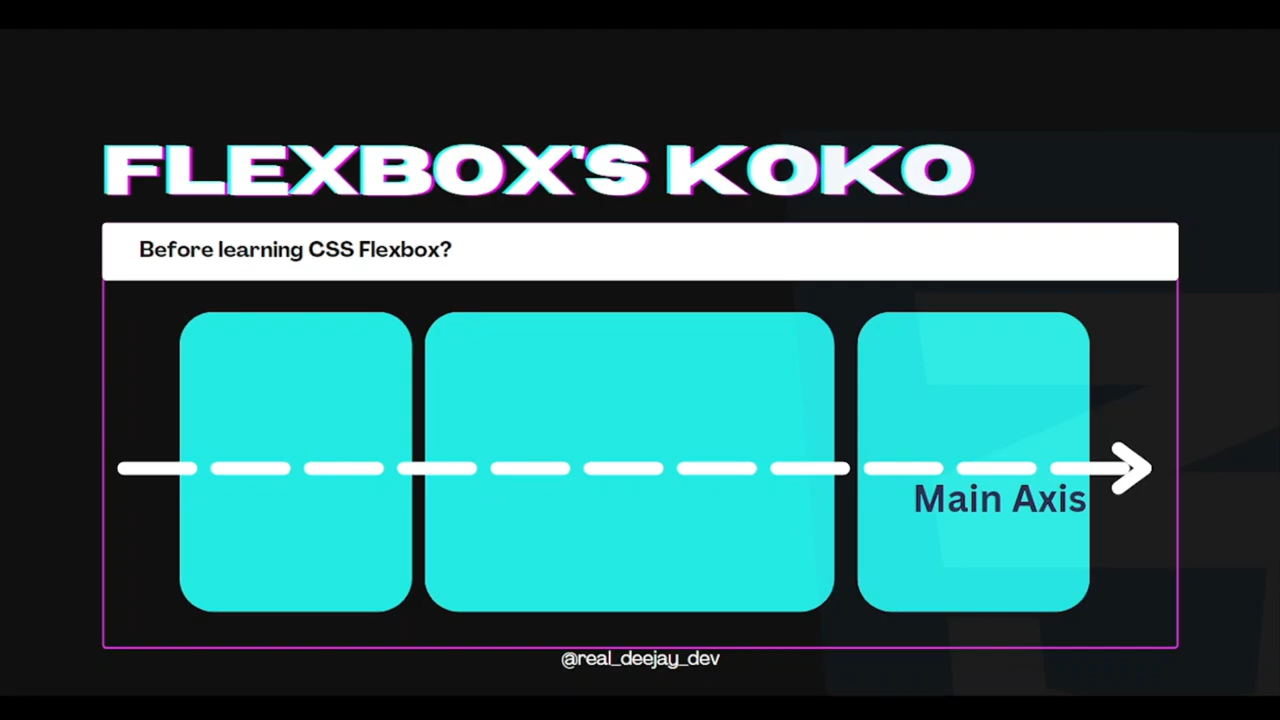 FLEXBOX'S KOKO
Before learning CSS Flexbox?
Main Axis
@real_deejay_dev